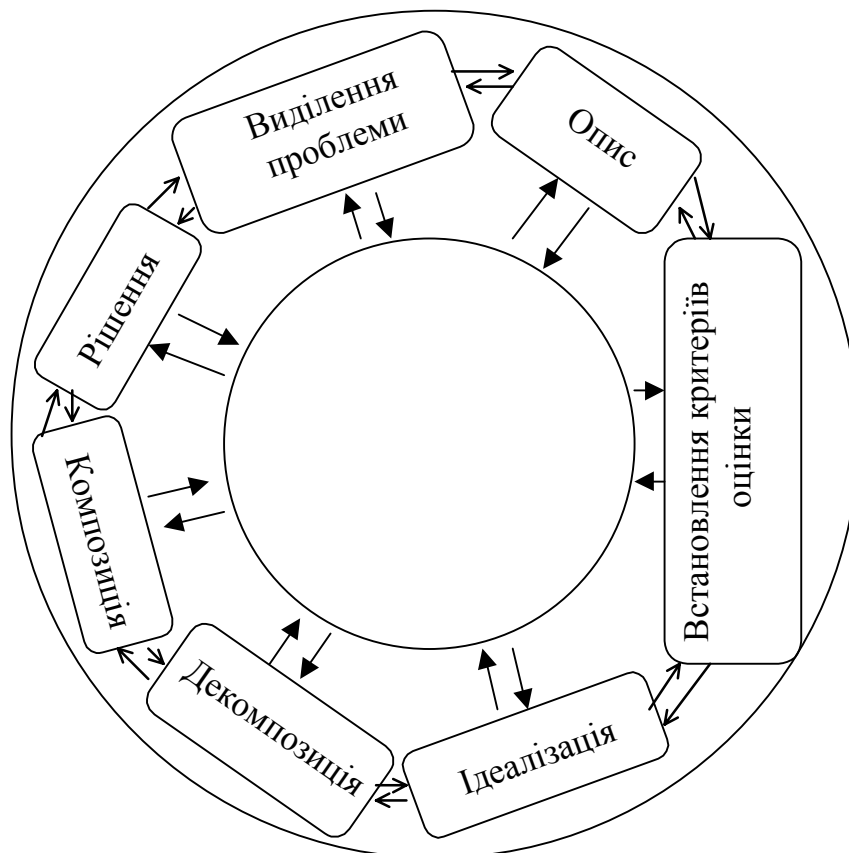 Виділення
проблеми
Опис
Встановлення критеріїв
оцінки
Ідеалізація
Декомпозиція
Композиція
Рішення